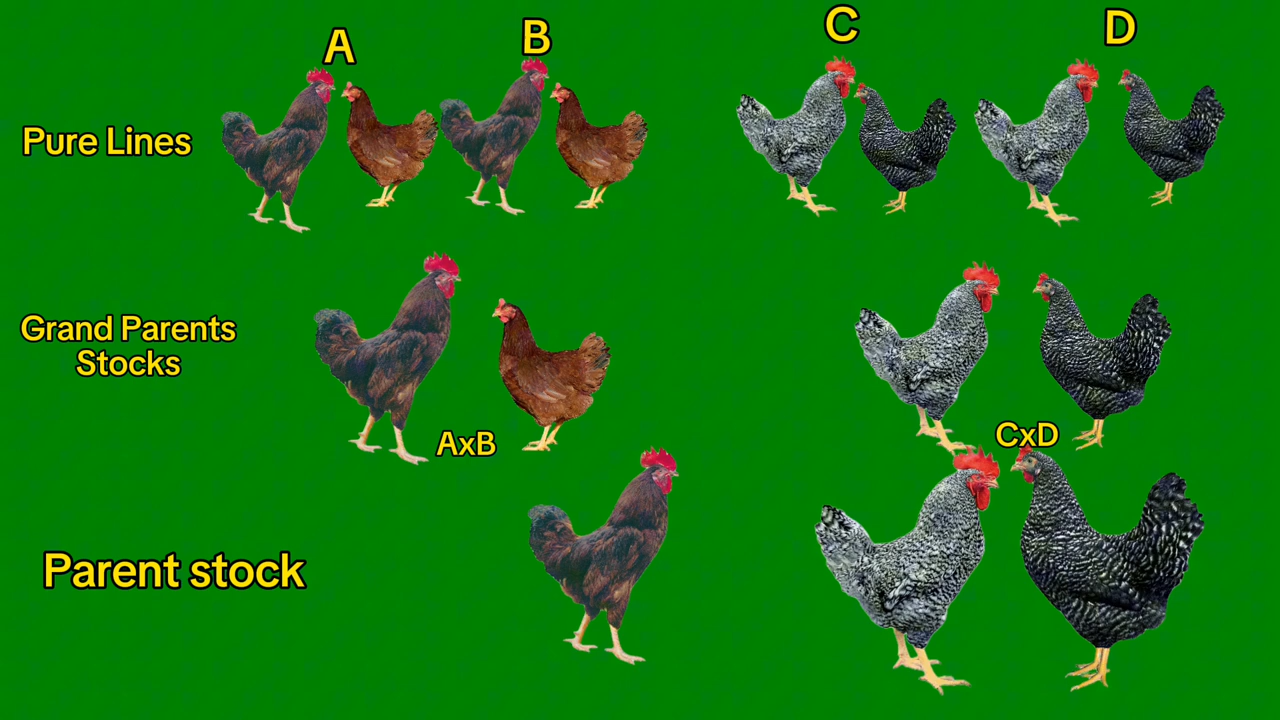 A
B
C
D
Pure Lines
Grand Parents
Stocks
AxB
CxD
Parent stock